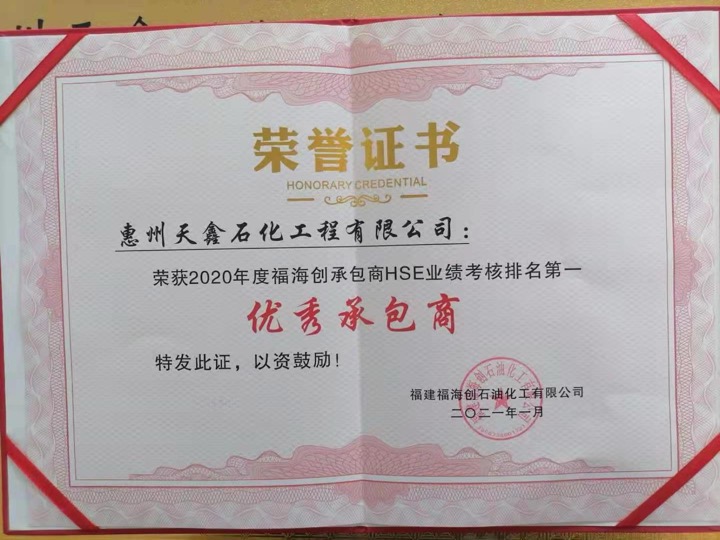 荣誉证书
HONORARY CREDENTIAL
惠州天鑫石化工程有限公司：
荣获2020年度福海创承包商HSE业绩考核排名第一
优秀承包商
特发此证，以资鼓励！
福建福海创石油化工有限公司
二〇二一年一月